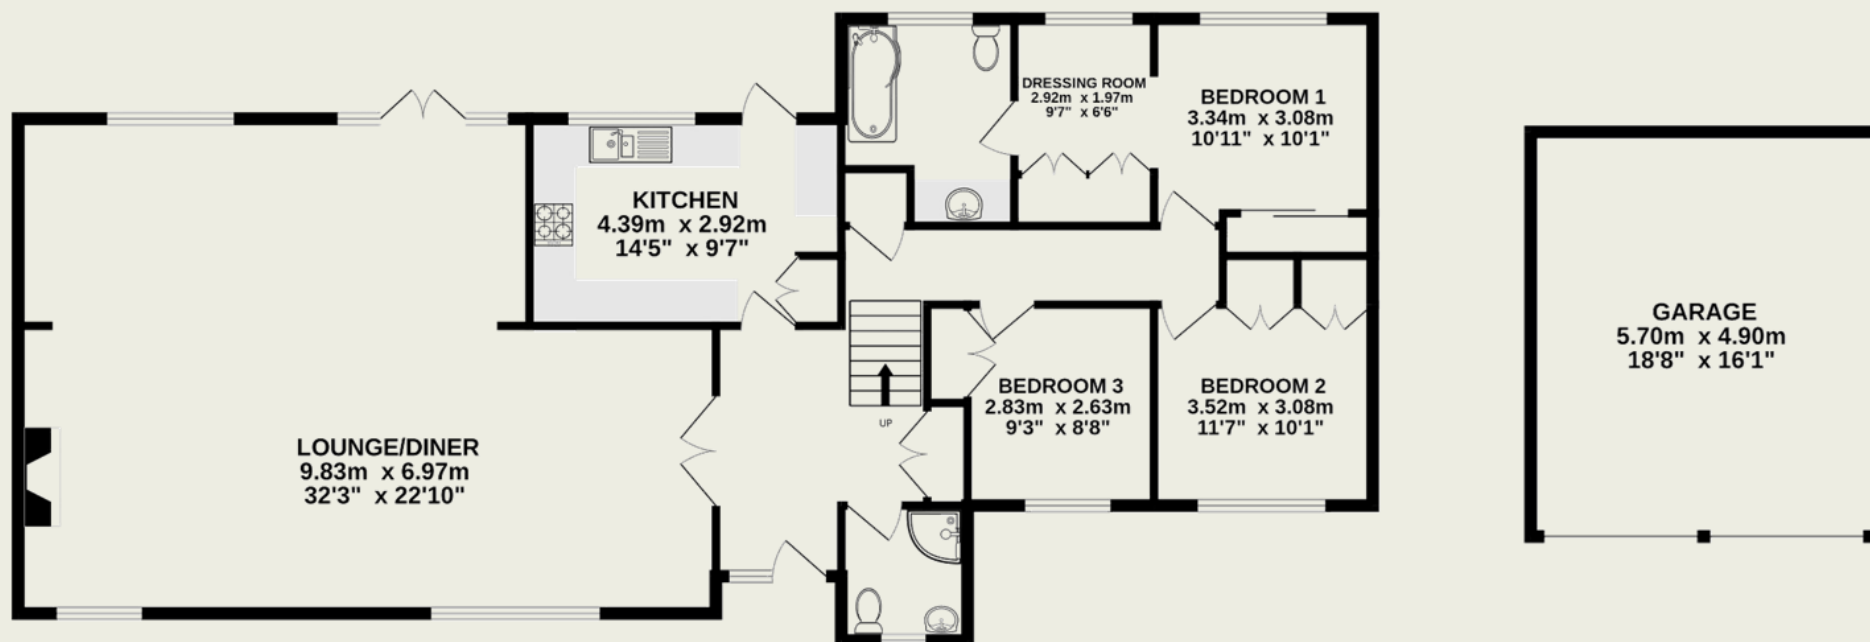 DRESSING ROOM
2.92m x 1.97m
9'7" x 6'6"
BEDROOM 1
3.34m x 3.08m
10'11" x 10'1"
KITCHEN
4.39m x 2.92m
14'5" x 9'7"
GARAGE
5.70m x 4.90m
18'8" x 16'1"
BEDROOM 3
2.83m x 2.63m
9'3" x 8'8"
BEDROOM 2
3.52m x 3.08m
11'7" x 10'1"
UP
LOUNGE/DINER
9.83m x 6.97m
32'3" x 22'10"